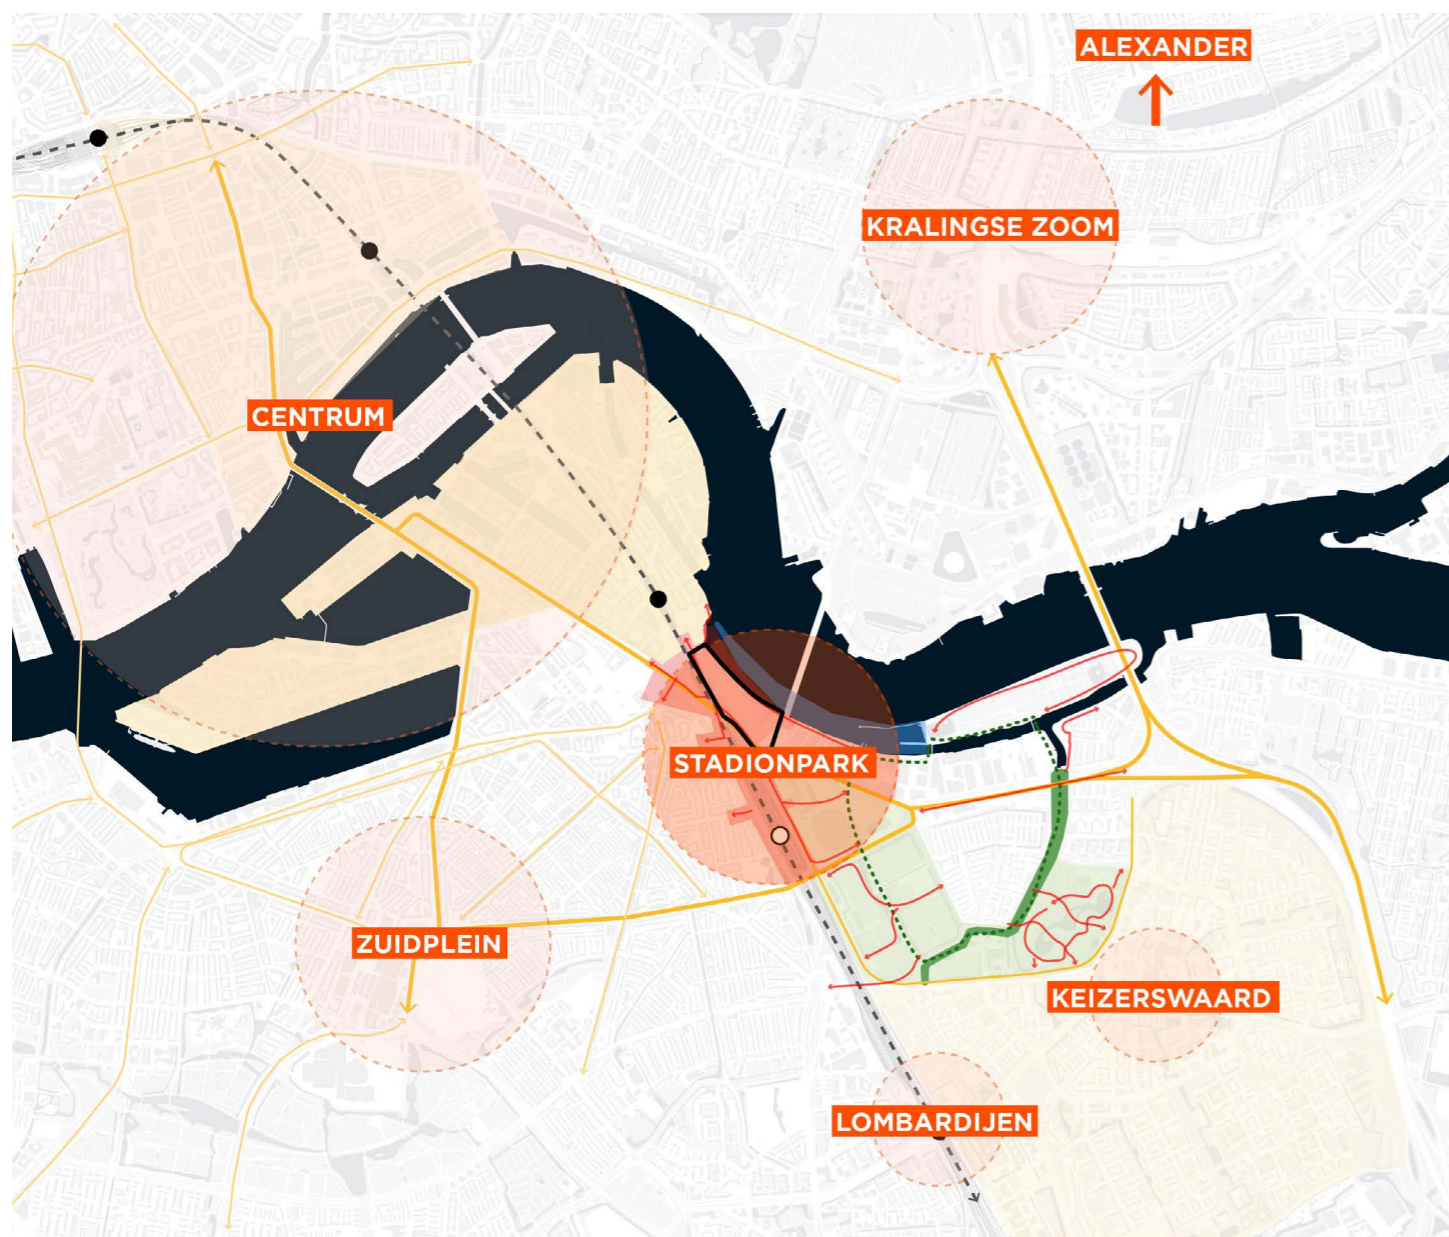 ALEXANDER
KRALINGSE ZOOM
CENTRUM
STADIONPARK
ZUIDPLEIN
KEIZERSWAARD
LOMBARDIJEN